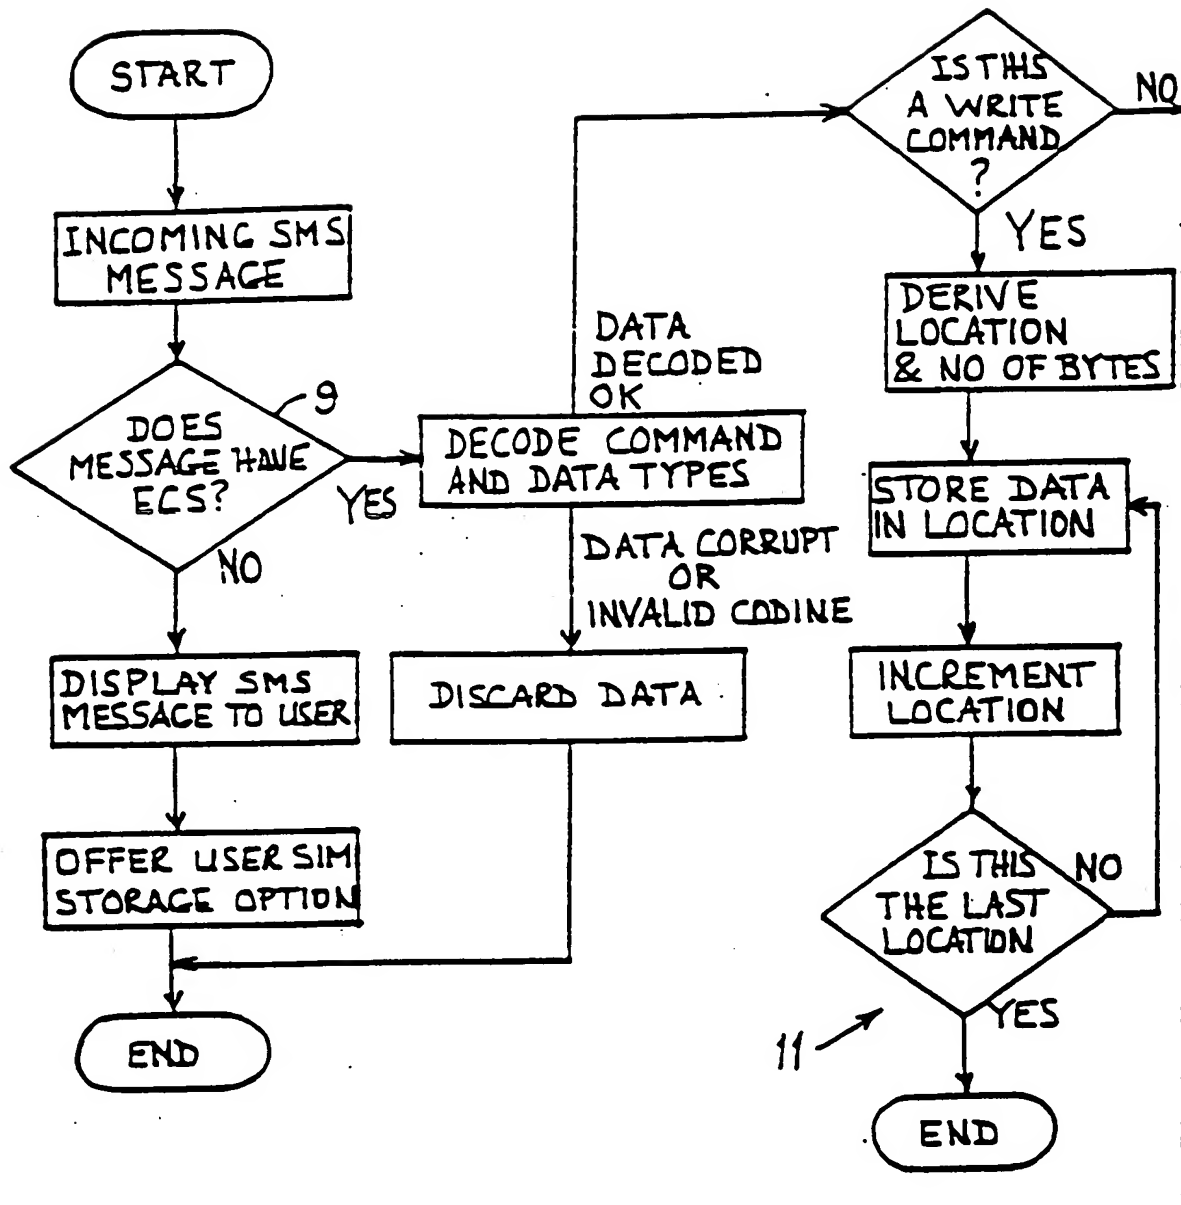 START
INCOMING SMS
MESSAGE
9
DOES
MESSAGE HAVE
ECS?
YES
NO
DISPLAY SMS
MESSAGE TO USER
OFFER USER SIM
STORAGE OPTION
END
DATA
DECODED
OK
DECODE COMMAND
AND DATA TYPES
DATA CORRUPT
OR
INVALID CODINE
DISCARD DATA
IS THIS
A WRITE
COMMAND
?
NO
YES
DERIVE
LOCATION
& NO OF BYTES
STORE DATA
IN LOCATION
INCREMENT
LOCATION
IS THIS
THE LAST
LOCATION
NO
YES
11
END